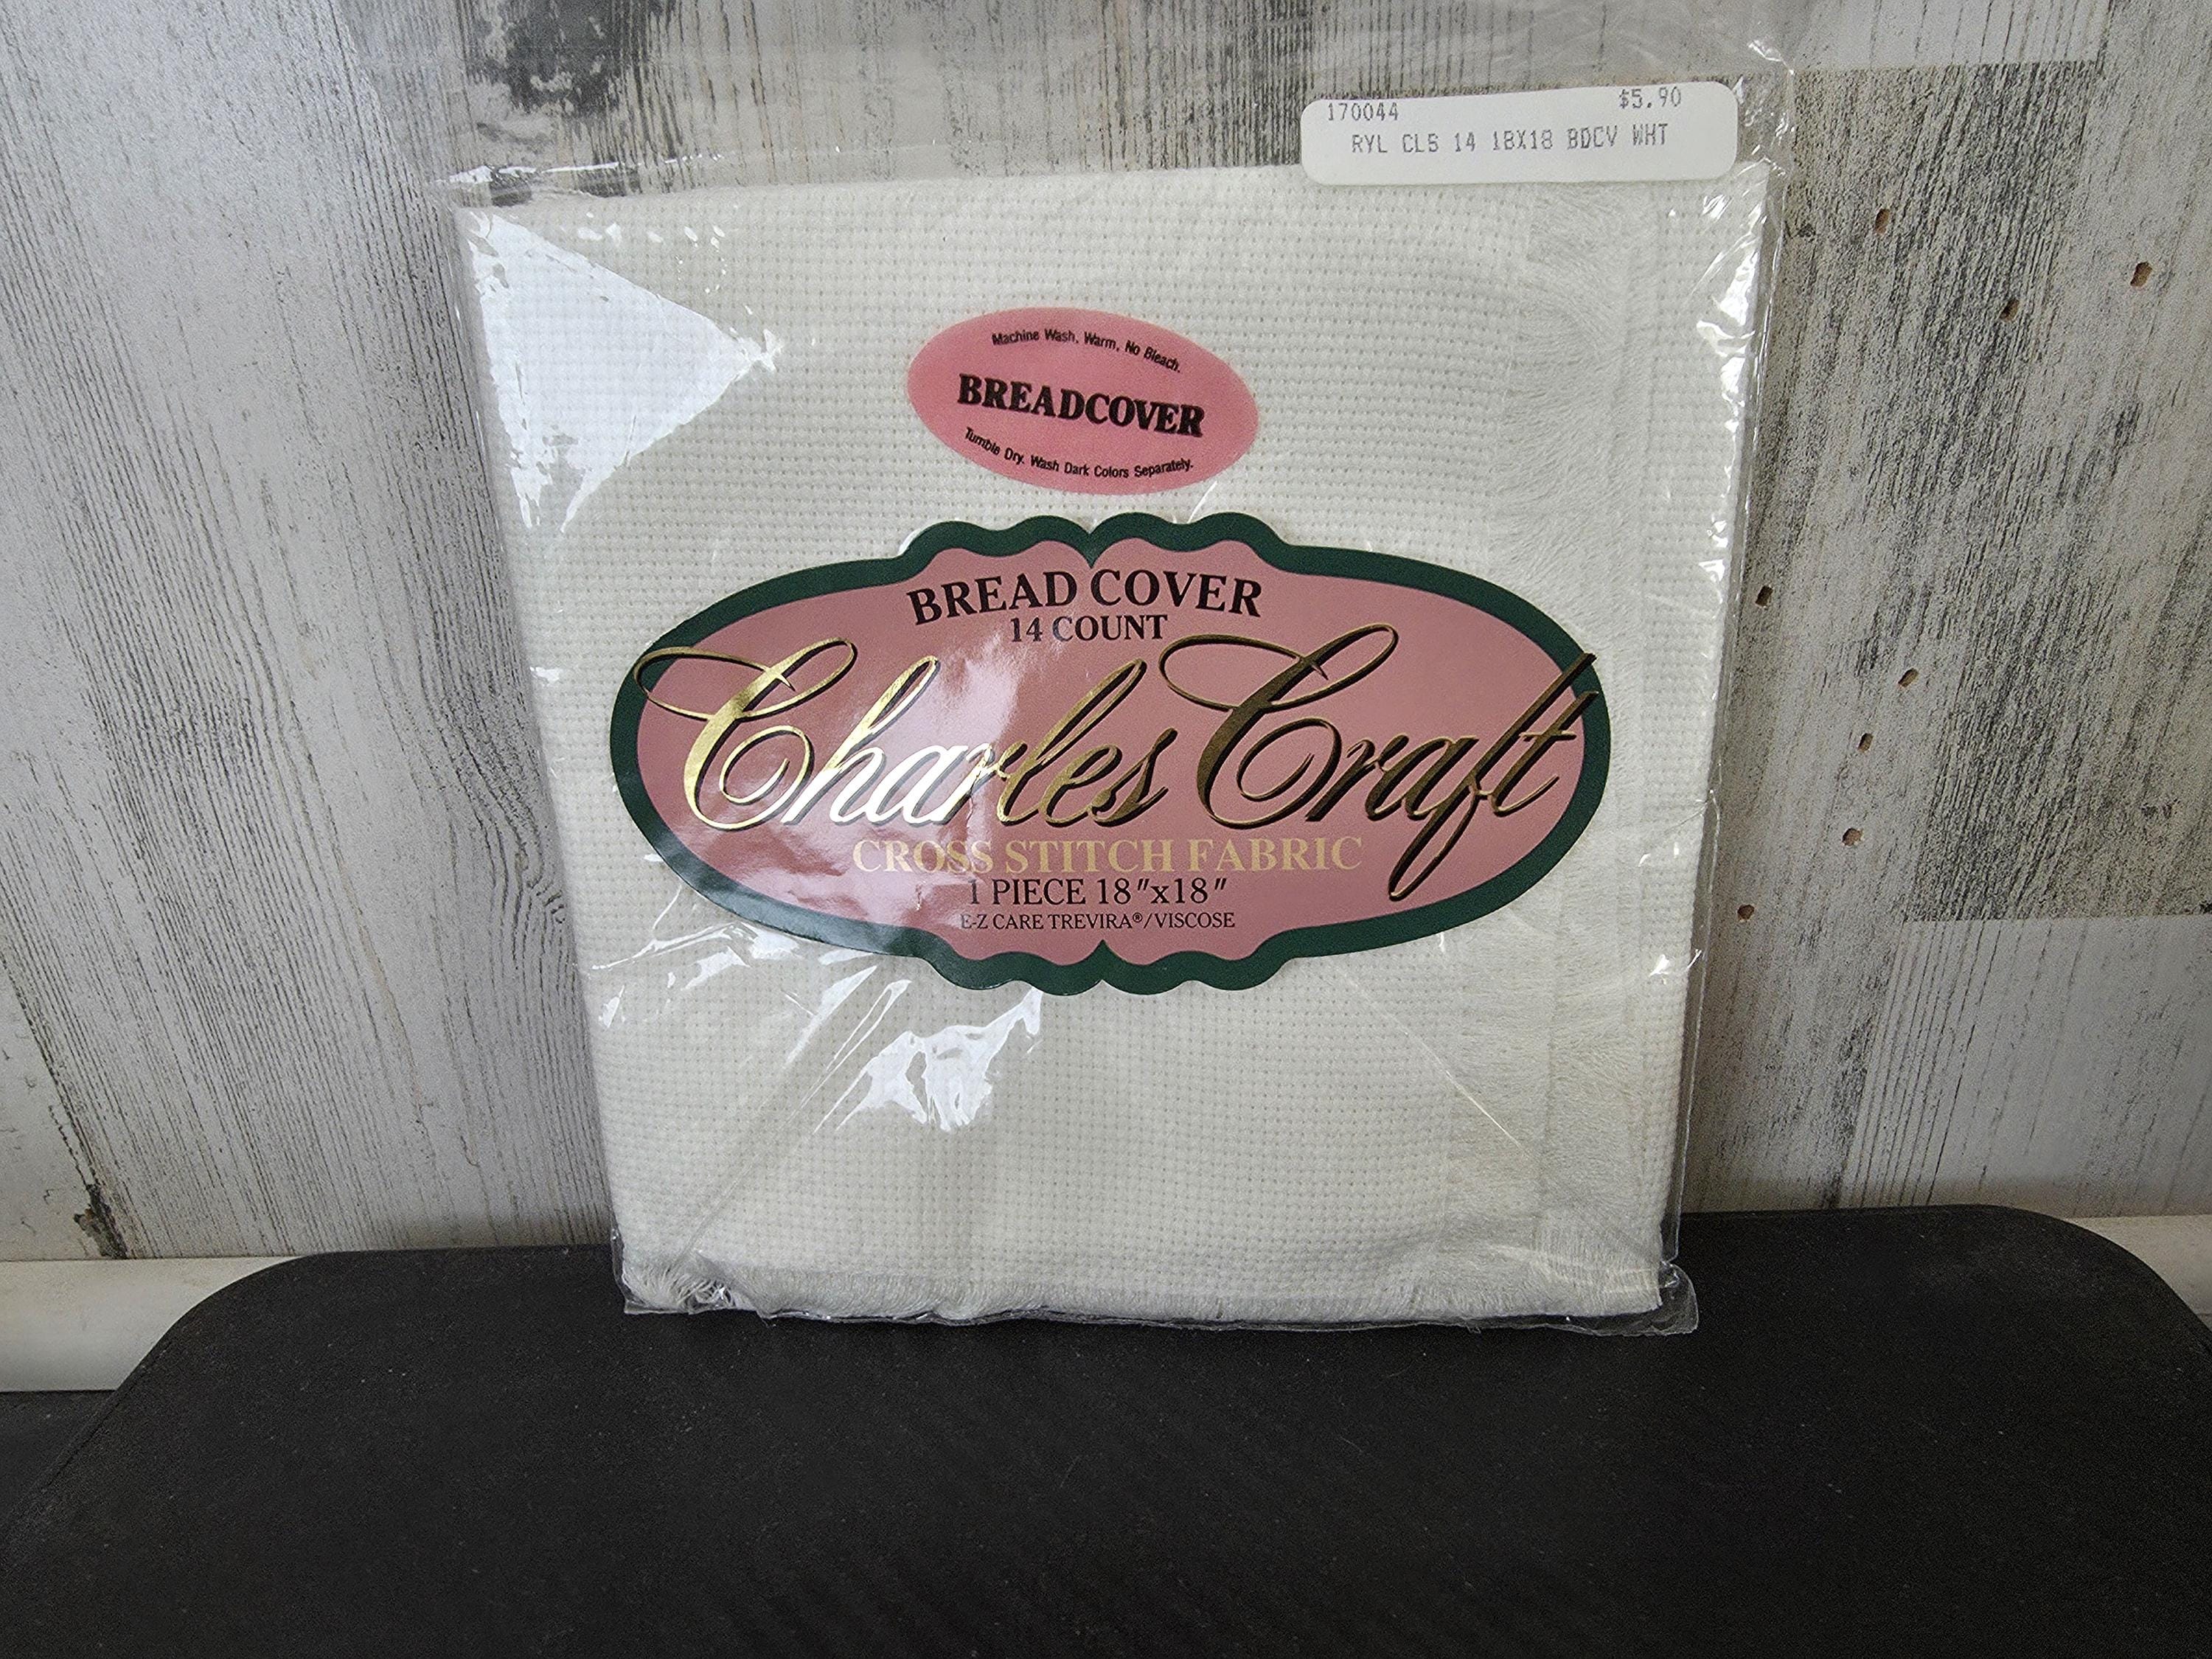 170044 $5.90
RYL CLS 14 18X18 BDCV WHT
Machine Wash, Warm, No Bleach.
BREADCOVER
Tumble Dry. Wash Dark Colors Separately.
BREAD COVER
14 COUNT
Charles Craft
CROSS STITCH FABRIC
1 PIECE 18"x18"
E-Z CARE TREVIRA®/VISCOSE